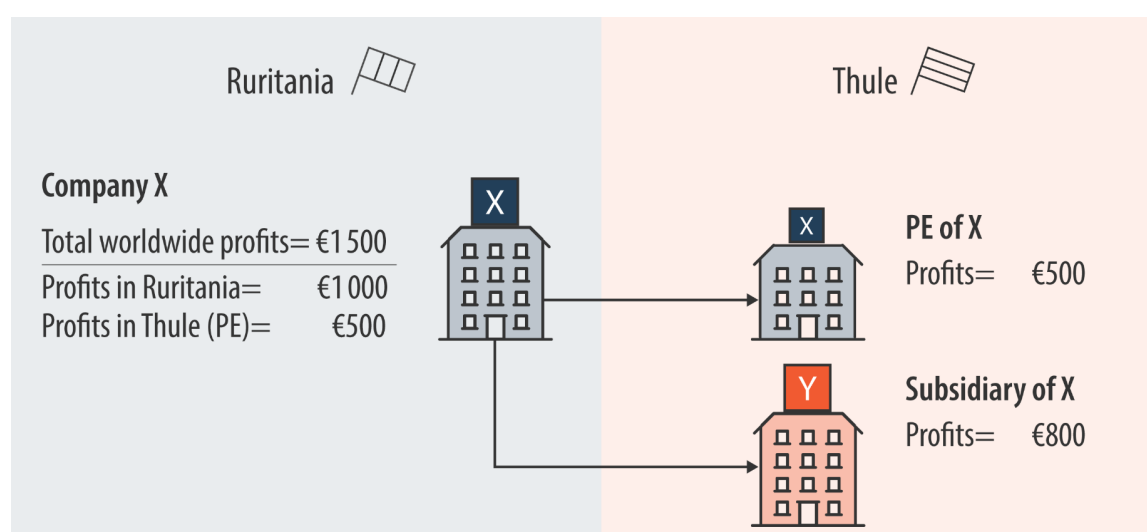 Ruritania
Thule
Company X
Total worldwide profits= €1 500
Profits in Ruritania= €1 000
Profits in Thule (PE)= €500
X
X
PE of X
Profits= €500
Y
Subsidiary of X
Profits= €800